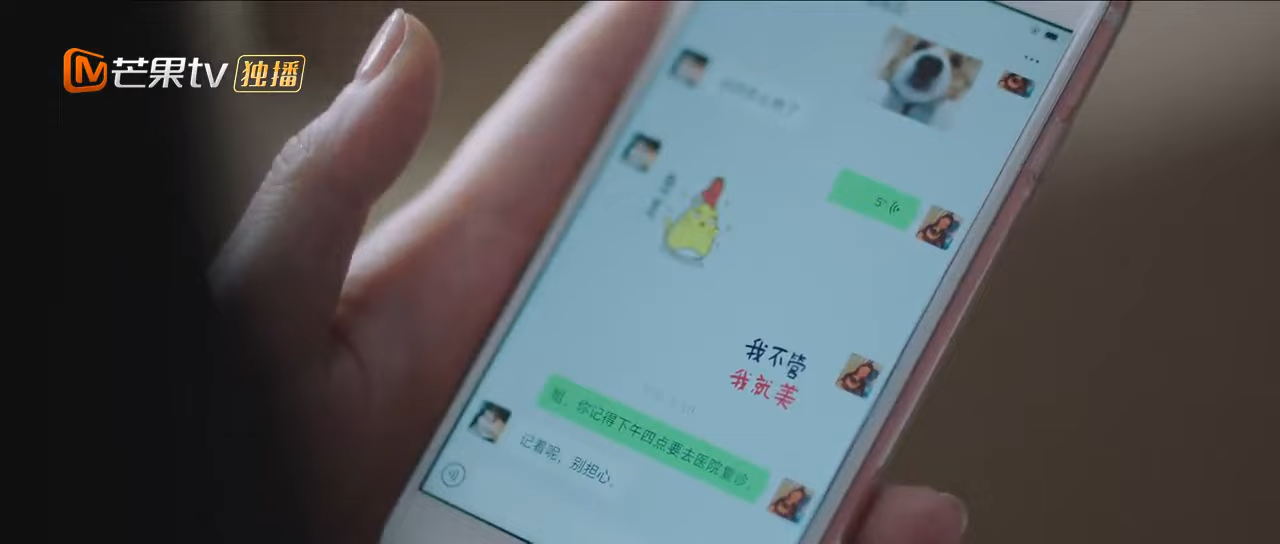 芒果tv 独播
5"
我不管
我就美
姐，你记得下午四点要去医院复诊。
记着呢，别担心。